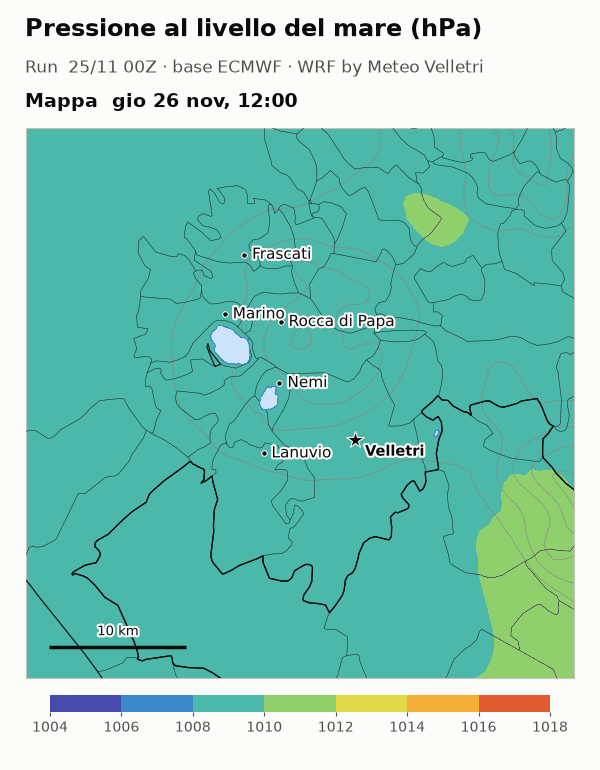 Pressione al livello del mare (hPa)
Run  25/11 00Z · base ECMWF · WRF by Meteo Velletri
Mappa  gio 26 nov, 12:00
Frascati
Marino
Rocca di Papa
Nemi
Velletri
Lanuvio
10 km
1004 1006 1008 1010 1012 1014 1016 1018